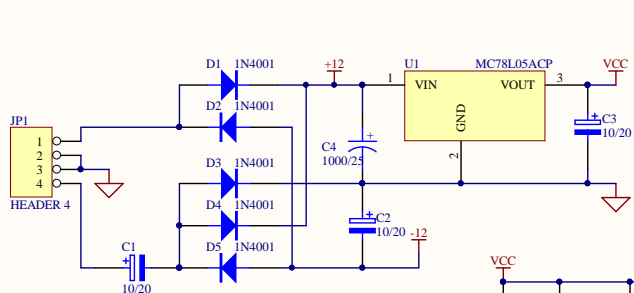 D1 1N4001
+12
U1
MC78L05ACP
VCC
1
VIN
VOUT
3
D2 1N4001
JP1
GND
+
C3
10/20
1
2
3
4
+
C4
1000/25
2
D3 1N4001
HEADER 4
D4 1N4001
+
C2
10/20
-12
C1
D5 1N4001
+
10/20
VCC